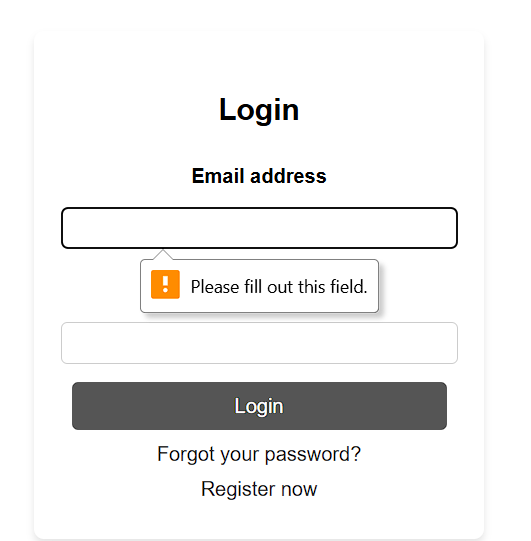 Login
Email address
Please fill out this field.
Login
Forgot your password?
Register now